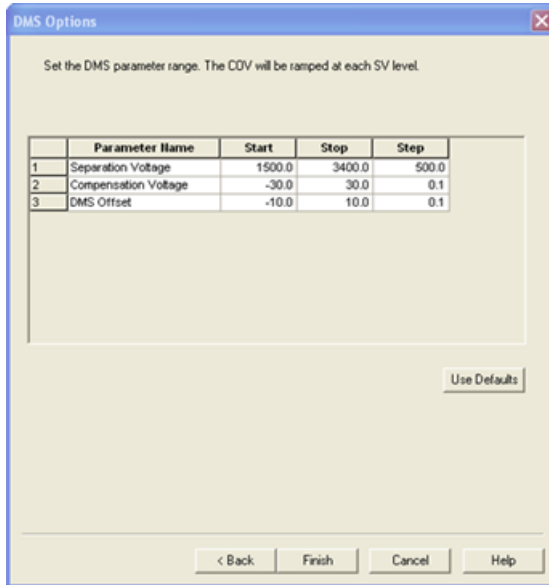 DMS Options
Set the DMS parameter range. The COV will be ramped at each SV level.
Parameter Name Start Stop Step
1 Separation Voltage 1500.0 3400.0 500.0
2 Compensation Voltage -30.0 30.0 0.1
3 DMS Offset -10.0 10.0 0.1
Use Defaults
< Back Finish Cancel Help